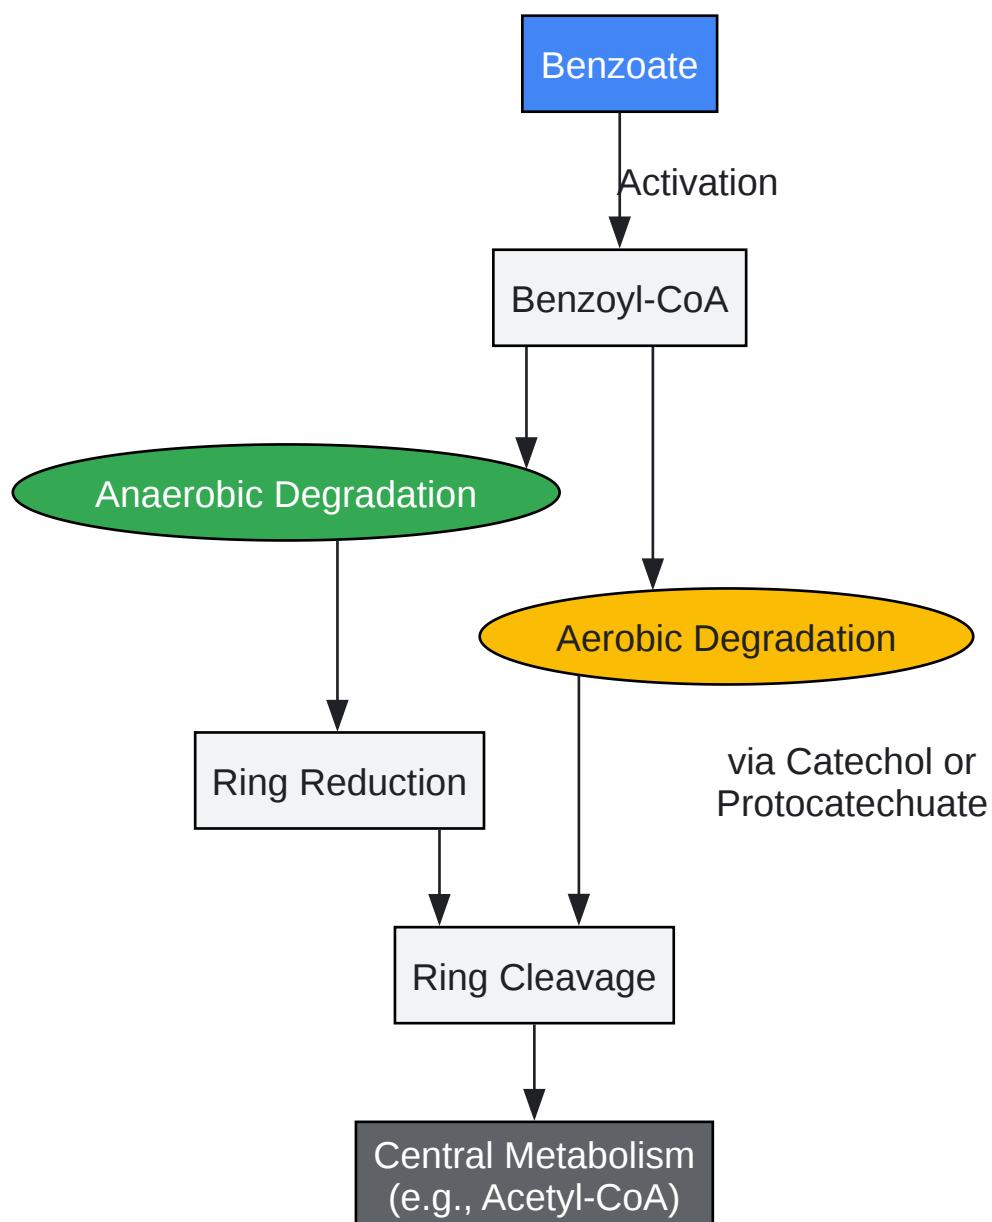 Benzoate
Activation
Benzoyl-CoA
Anaerobic Degradation
Aerobic Degradation
via Catechol or
Protocatechuate
Ring Reduction
Ring Cleavage
Central Metabolism
(e.g., Acetyl-CoA)